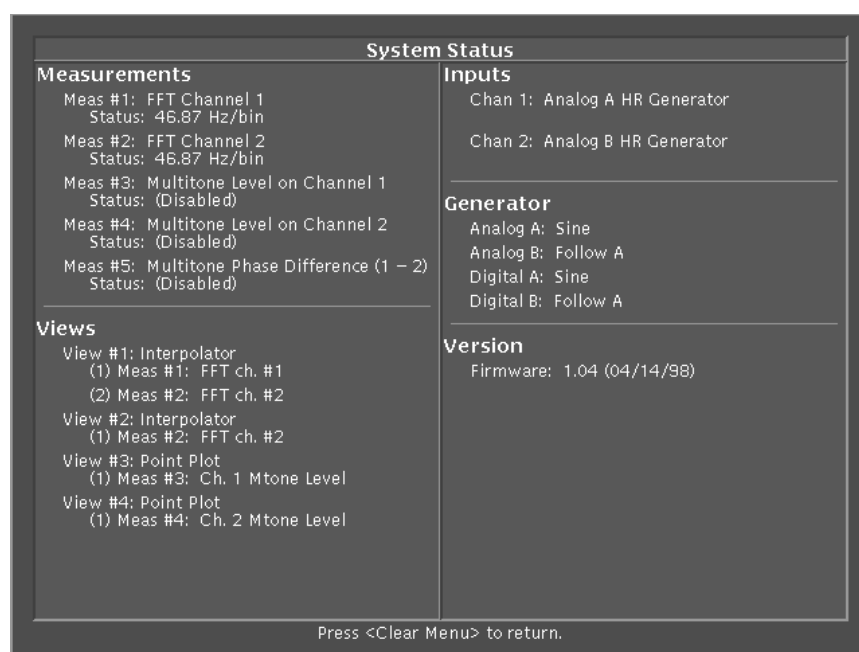 System Status
Measurements
Meas #1: FFT Channel 1
Status: 46.87 Hz/bin
Meas #2: FFT Channel 2
Status: 46.87 Hz/bin
Meas #3: Multitone Level on Channel 1
Status: (Disabled)
Meas #4: Multitone Level on Channel 2
Status: (Disabled)
Meas #5: Multitone Phase Difference (1 – 2)
Status: (Disabled)
Views
View #1: Interpolator
(1) Meas #1: FFT ch. #1
(2) Meas #2: FFT ch. #2
View #2: Interpolator
(1) Meas #2: FFT ch. #2
View #3: Point Plot
(1) Meas #3: Ch. 1 Mtone Level
View #4: Point Plot
(1) Meas #4: Ch. 2 Mtone Level
Inputs
Chan 1: Analog A HR Generator
Chan 2: Analog B HR Generator
Generator
Analog A: Sine
Analog B: Follow A
Digital A: Sine
Digital B: Follow A
Version
Firmware: 1.04 (04/14/98)
Press <Clear Menu> to return.